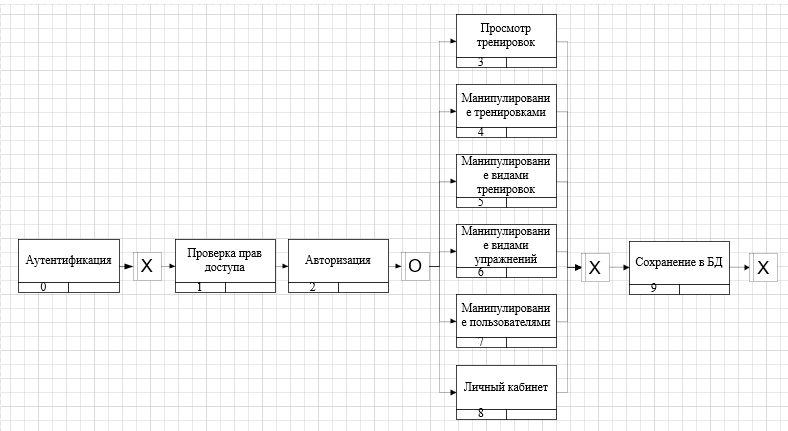 Просмотр
тренировок
3
Манипулировани
е тренировками
4
Манипулировани
е видами
тренировок
5
Аутентификация
0
X
Проверка прав
доступа
1
Авторизация
2
O
Манипулировани
е видами
упражнений
6
X
Сохранение в БД
9
X
Манипулировани
е пользователями
7
Личный кабинет
8